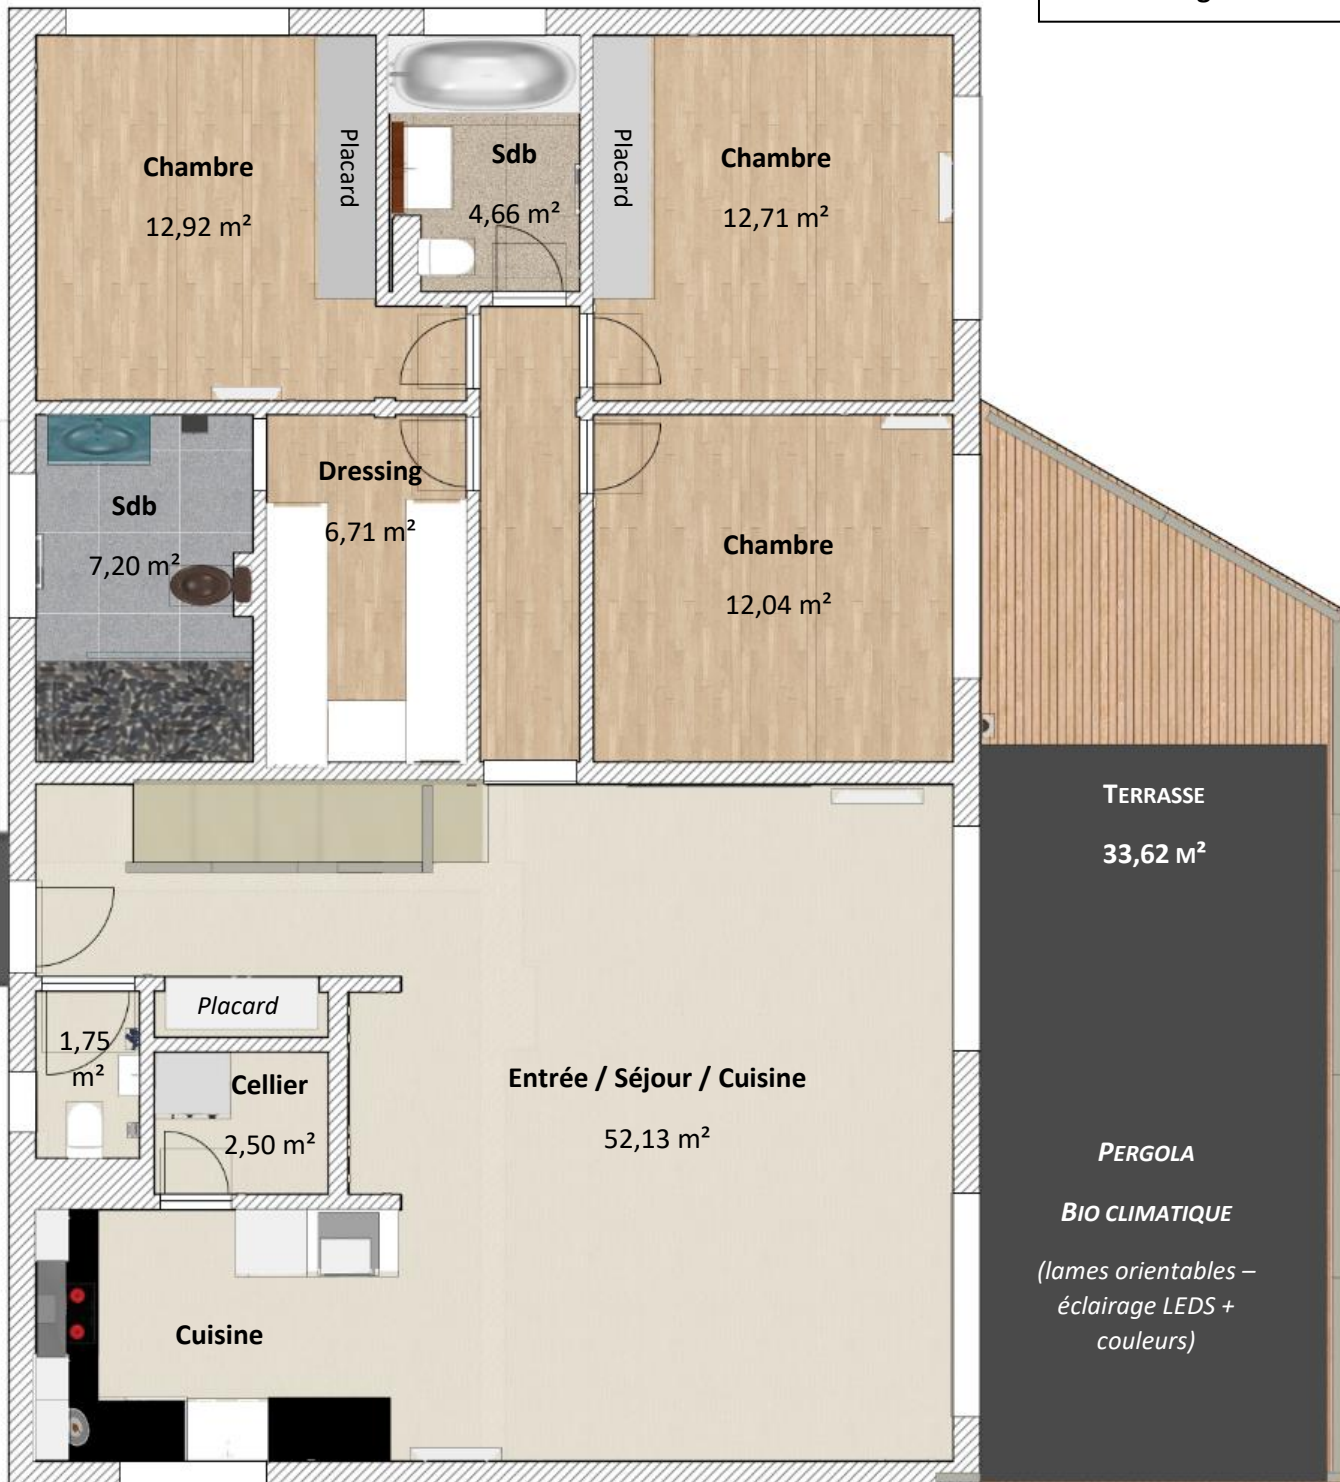 Chambre
12,92 m²
Placard
Sdb
4,66 m²
Placard
Chambre
12,71 m²
Sdb
7,20 m²
Dressing
6,71 m²
Chambre
12,04 m²
TERRASSE
33,62 M²
Placard
1,75
m²
Cellier
2,50 m²
Entrée / Séjour / Cuisine
52,13 m²
PERGOLA
BIO CLIMATIQUE
(lames orientables –
éclairage LEDS +
couleurs)
Cuisine